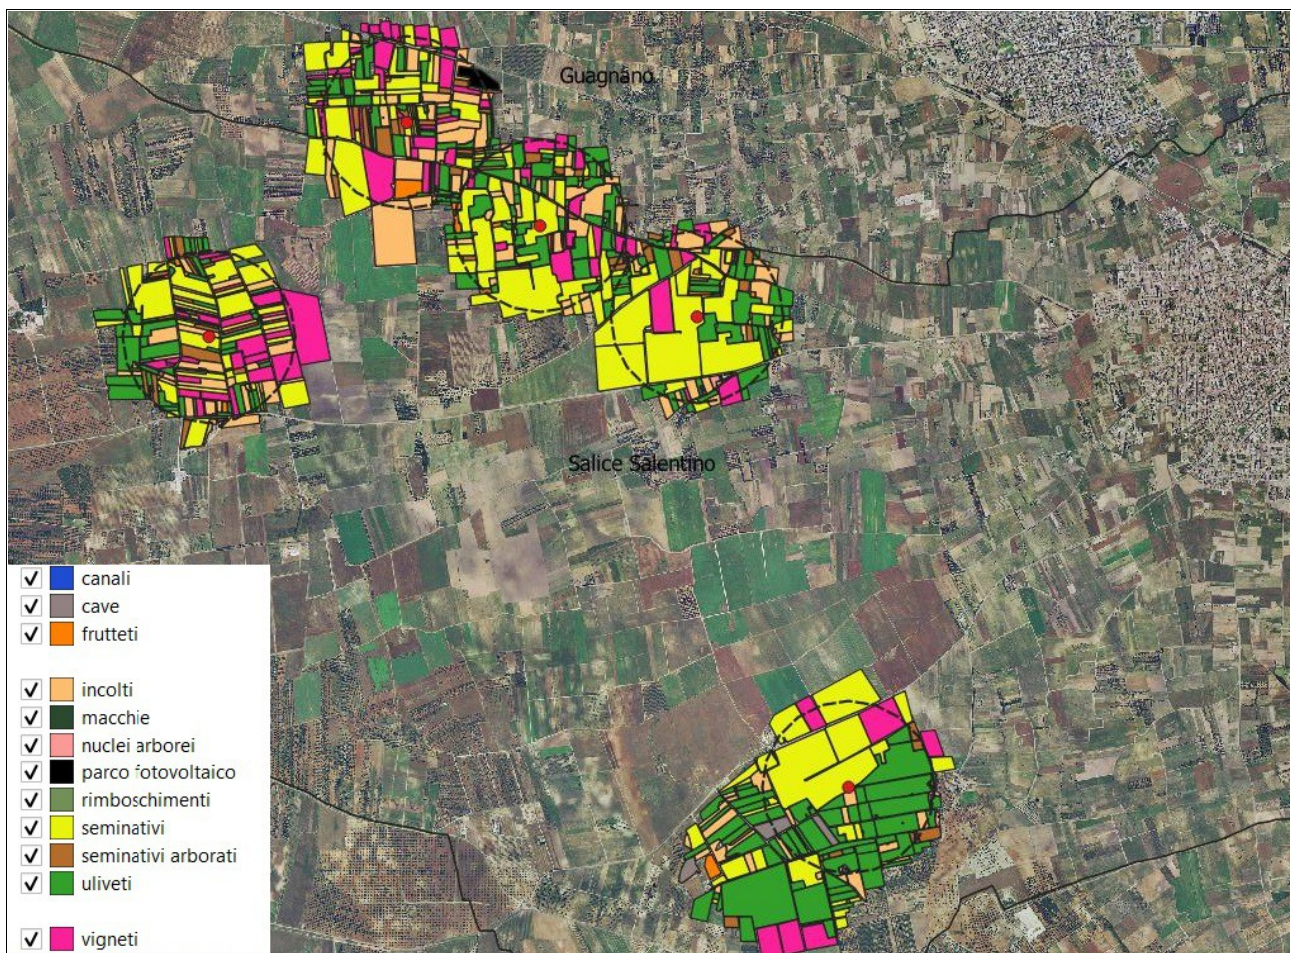 Guagnano
Salice Salentino
canali
cave
frutteti
incolti
macchie
nuclei arborei
parco fotovoltaico
rimboschimenti
seminativi
seminativi arborati
uliveti
vigneti